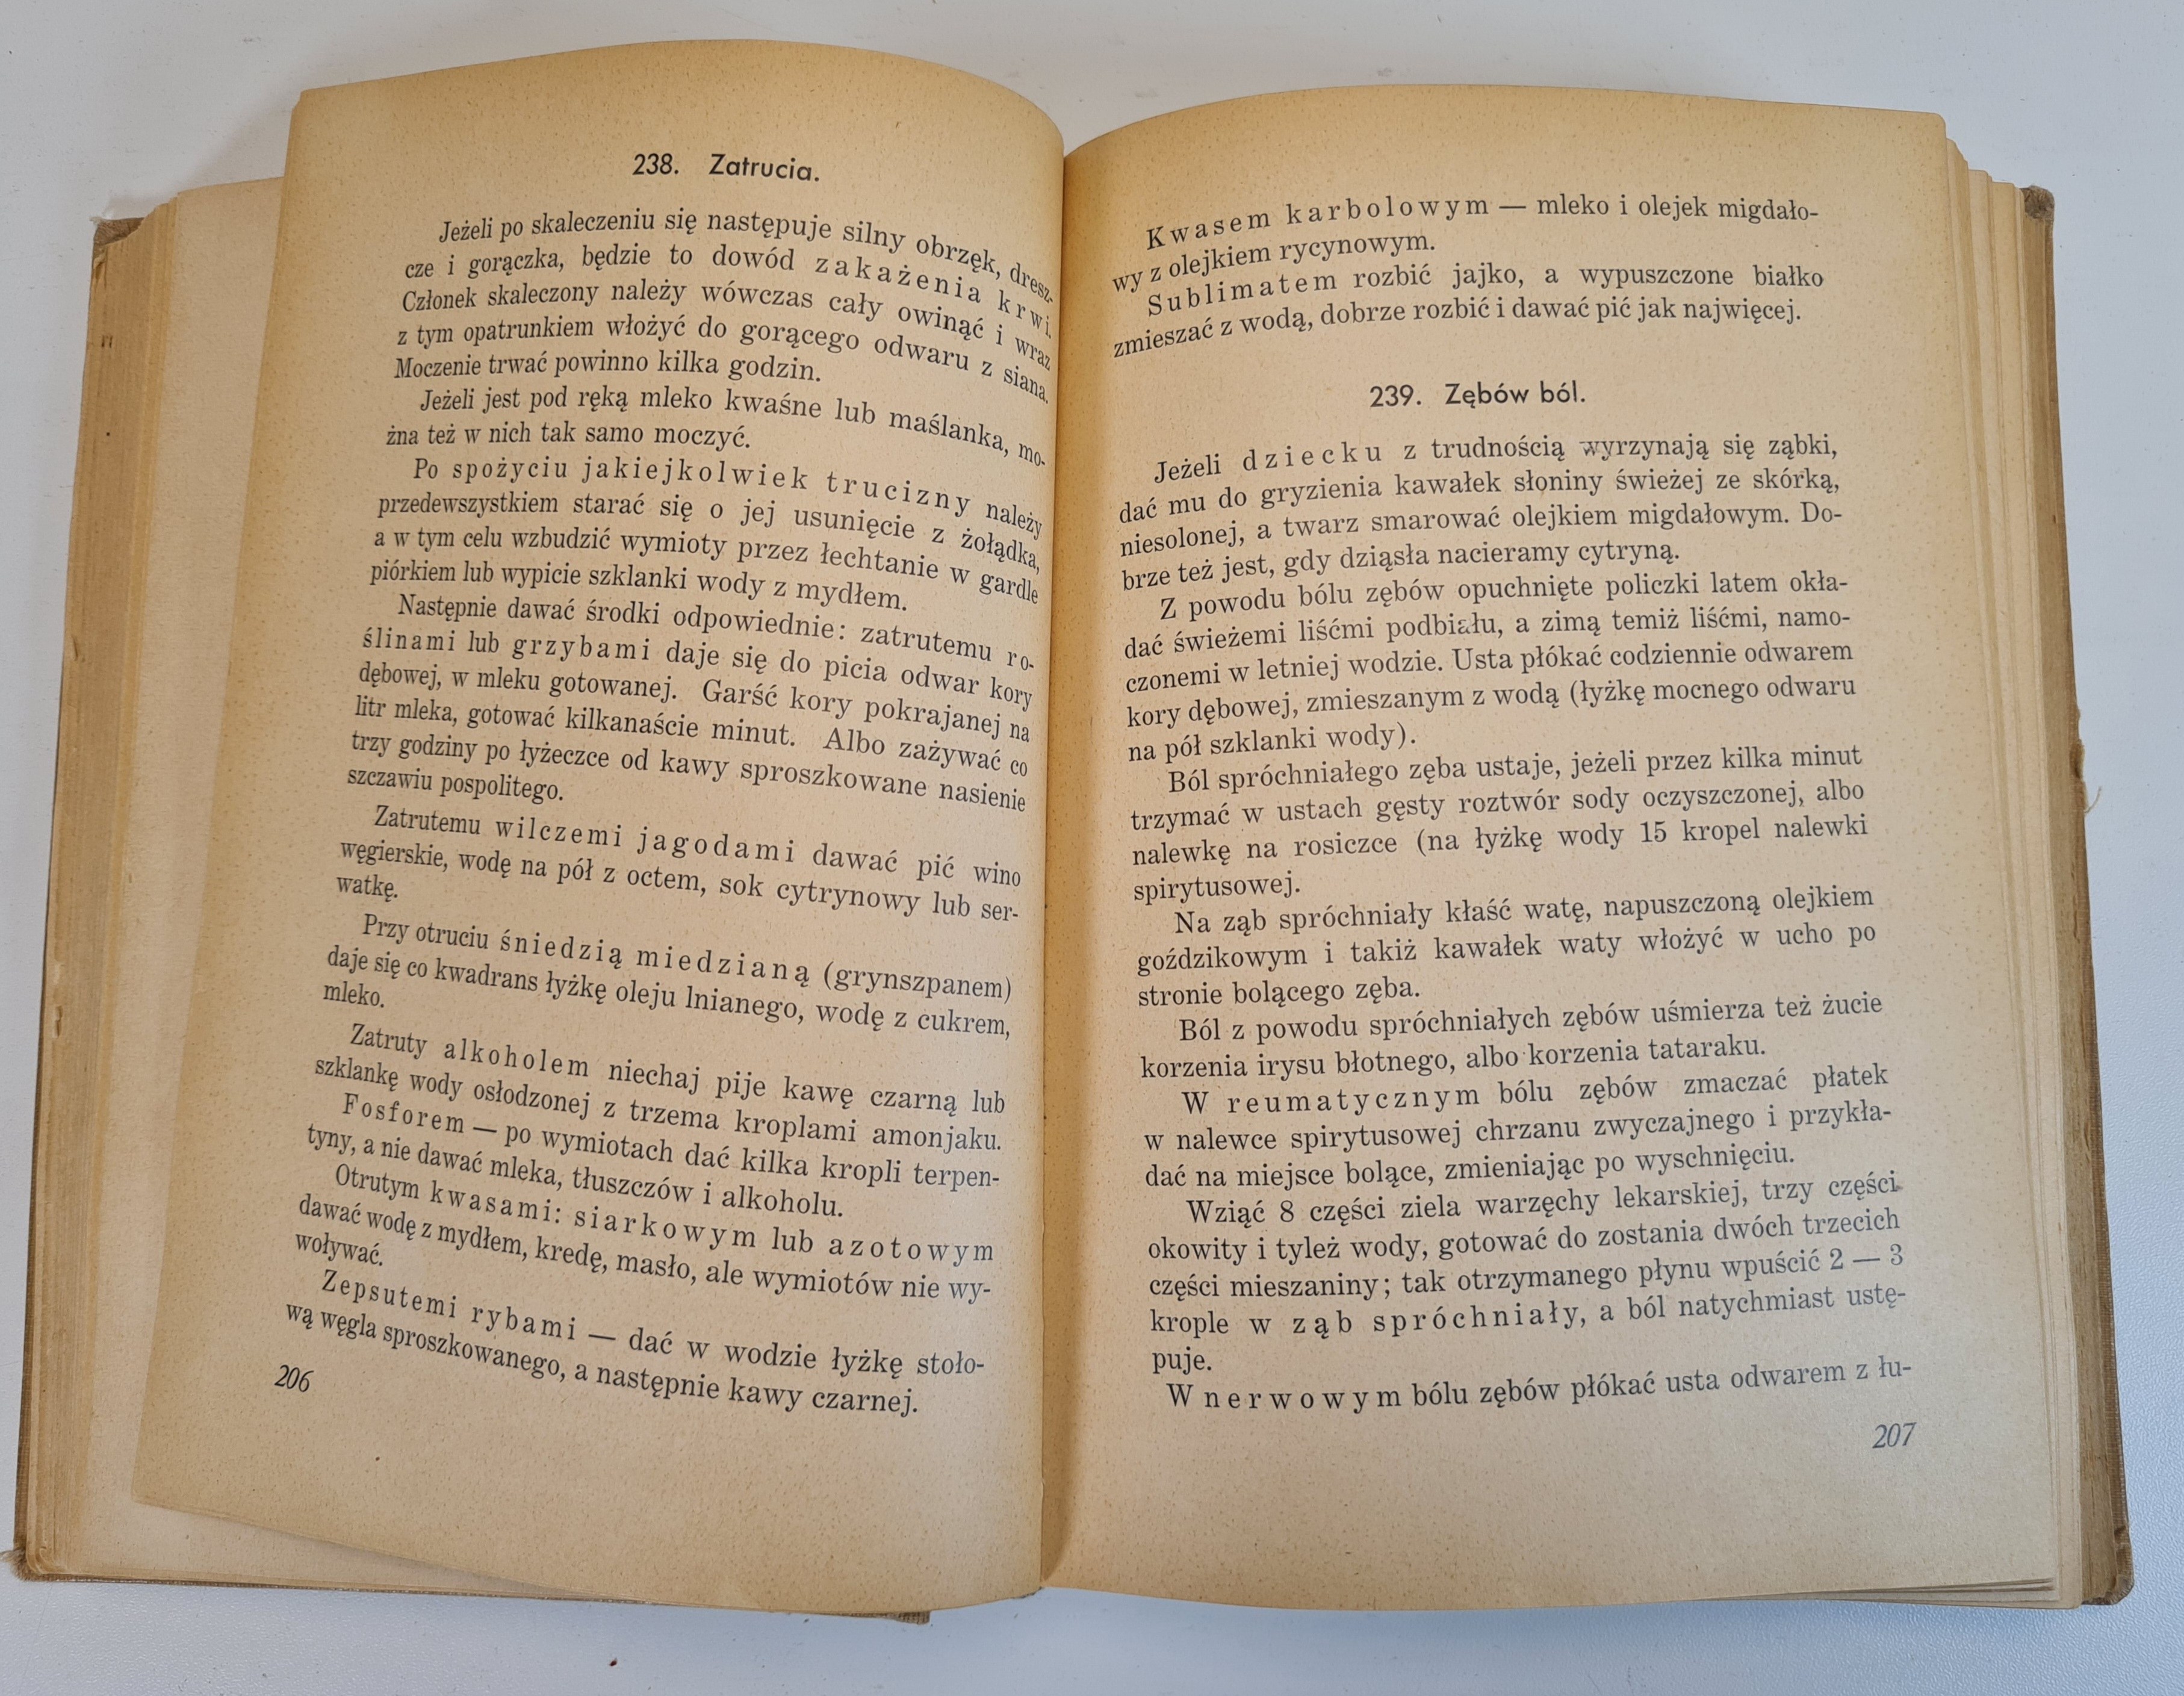 238. Zatrucia.
Jeżeli po skaleczeniu się następuje silny obrzęk, dresz-
cze i gorączka, będzie to dowód zakażenia krwi.
Członek skaleczony należy wówczas cały owinąć i wraz
z tym opatrunkiem włożyć do gorącego odwaru z siana.
Moczenie trwać powinno kilka godzin.
Jeżeli jest pod ręką mleko kwaśne lub maślanka, mo-
żna też w nich tak samo moczyć.
Po spożyciu jakiejkolwiek trucizny należy
przedewszystkiem starać się o jej usunięcie z żołądka,
a w tym celu wzbudzić wymioty przez łechtanie w gardle
piórkiem lub wypicie szklanki wody z mydłem.
Następnie dawać środki odpowiednie: zatrutemu ro-
ślinami lub grzybami daje się do picia odwar kory
dębowej, w mleku gotowanej. Garść kory pokrajanej na
litr mleka, gotować kilkanaście minut. Albo zażywać co
trzy godziny po łyżeczce od kawy sproszkowane nasienie
szczawiu pospolitego.
Zatrutemu wilczemi jagodami dawać pić wino
węgierskie, wodę na pół z octem, sok cytrynowy lub ser-
watkę.
Przy otruciu śniedzią miedzianą (grynszpanem)
daje się co kwadrans łyżkę oleju lnianego, wodę z cukrem,
mleko.
Zatruty alkoholem niechaj pije kawę czarną lub
szklankę wody osłodzonej z trzema kroplami amonjaku.
Fosforem — po wymiotach dać kilka kropli terpen-
tyny, a nie dawać mleka, tłuszczów i alkoholu.
Otrutym kwasami: siarkowym lub azotowym
dawać wodę z mydłem, kredę, masło, ale wymiotów nie wy-
woływać.
Zepsutemi rybami — dać w wodzie łyżkę stoło-
wą węgla sproszkowanego, a następnie kawy czarnej.
206
Kwasem karbolowym — mleko i olejek migdało-
wy z olejkiem rycynowym.
Sublimatem rozbić jajko, a wypuszczone białko
zmieszać z wodą, dobrze rozbić i dawać pić jak najwięcej.
239. Zębów ból.
Jeżeli dziecku z trudnością wyrzynają się ząbki,
dać mu do gryzienia kawałek słoniny świeżej ze skórką,
niesolonej, a twarz smarować olejkiem migdałowym. Do-
brze też jest, gdy dziąsła nacieramy cytryną.
Z powodu bólu zębów opuchnięte policzki latem okła-
dać świeżemi liśćmi podbiału, a zimą temiż liśćmi, namo-
czonemi w letniej wodzie. Usta płókać codziennie odwarem
kory dębowej, zmieszanym z wodą (łyżkę mocnego odwaru
na pół szklanki wody).
Ból spróchniałego zęba ustaje, jeżeli przez kilka minut
trzymać w ustach gęsty roztwór sody oczyszczonej, albo
nalewkę na rosiczce (na łyżkę wody 15 kropel nalewki
spirytusowej.
Na ząb spróchniały kłaść watę, napuszczoną olejkiem
goździkowym i takiż kawałek waty włożyć w ucho po
stronie bolącego zęba.
Ból z powodu spróchniałych zębów uśmierza też żucie
korzenia irysu błotnego, albo korzenia tataraku.
W reumatycznym bólu zębów zmaczać płatek
w nalewce spirytusowej chrzanu zwyczajnego i przykła-
dać na miejsce bolące, zmieniając po wyschnięciu.
Wziąć 8 części ziela warzęchy lekarskiej, trzy części
okowity i tyleż wody, gotować do zostania dwóch trzecich
części mieszaniny; tak otrzymanego płynu wpuścić 2 — 3
krople w ząb spróchniały, a ból natychmiast ustę-
puje.
W nerwowym bólu zębów płókać usta odwarem z łu-
207